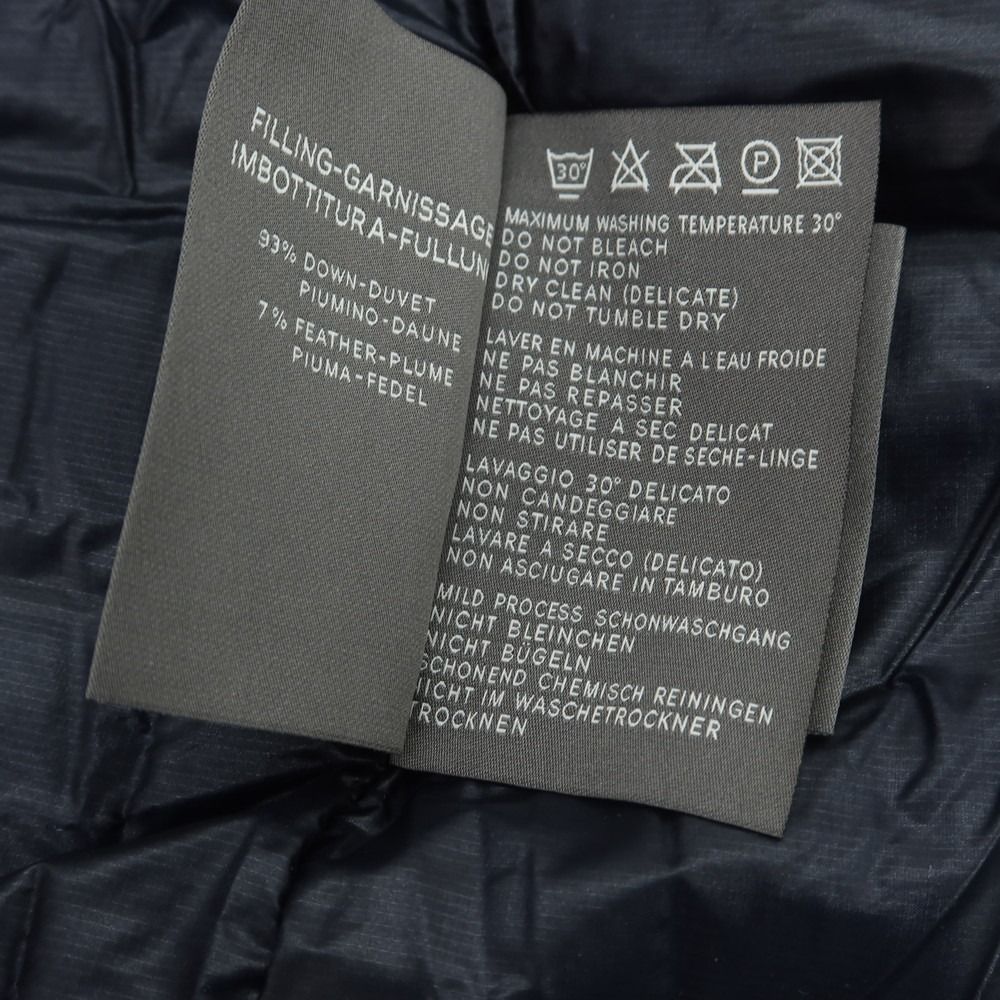 FILLING-GARNISSAGE
IMBOTTITURA-FULLUN
93% DOWN-DUVET
PIUMINO-DAUNE
7% FEATHER-PLUME
PIUMA-FEDEL
30°
P
MAXIMUM WASHING TEMPERATURE 30°
DO NOT BLEACH
DO NOT IRON
DRY CLEAN (DELICATE)
DO NOT TUMBLE DRY
LAVER EN MACHINE A L'EAU FROIDE
NE PAS BLANCHIR
NE PAS REPASSER
NETTOYAGE A SEC DELICAT
NE PAS UTILISER DE SECHE-LINGE
LAVAGGIO 30° DELICATO
NON CANDEGGIARE
NON STIRARE
LAVARE A SECCO (DELICATO)
NON ASCIUGARE IN TAMBURO
MILD PROCESS SCHONWASCHGANG
NICHT BLEINCHEN
NICHT BÜGELN
SCHONEND CHEMISCH REININGEN
NICHT IM WASCHETROCKNER
TROCKNEN